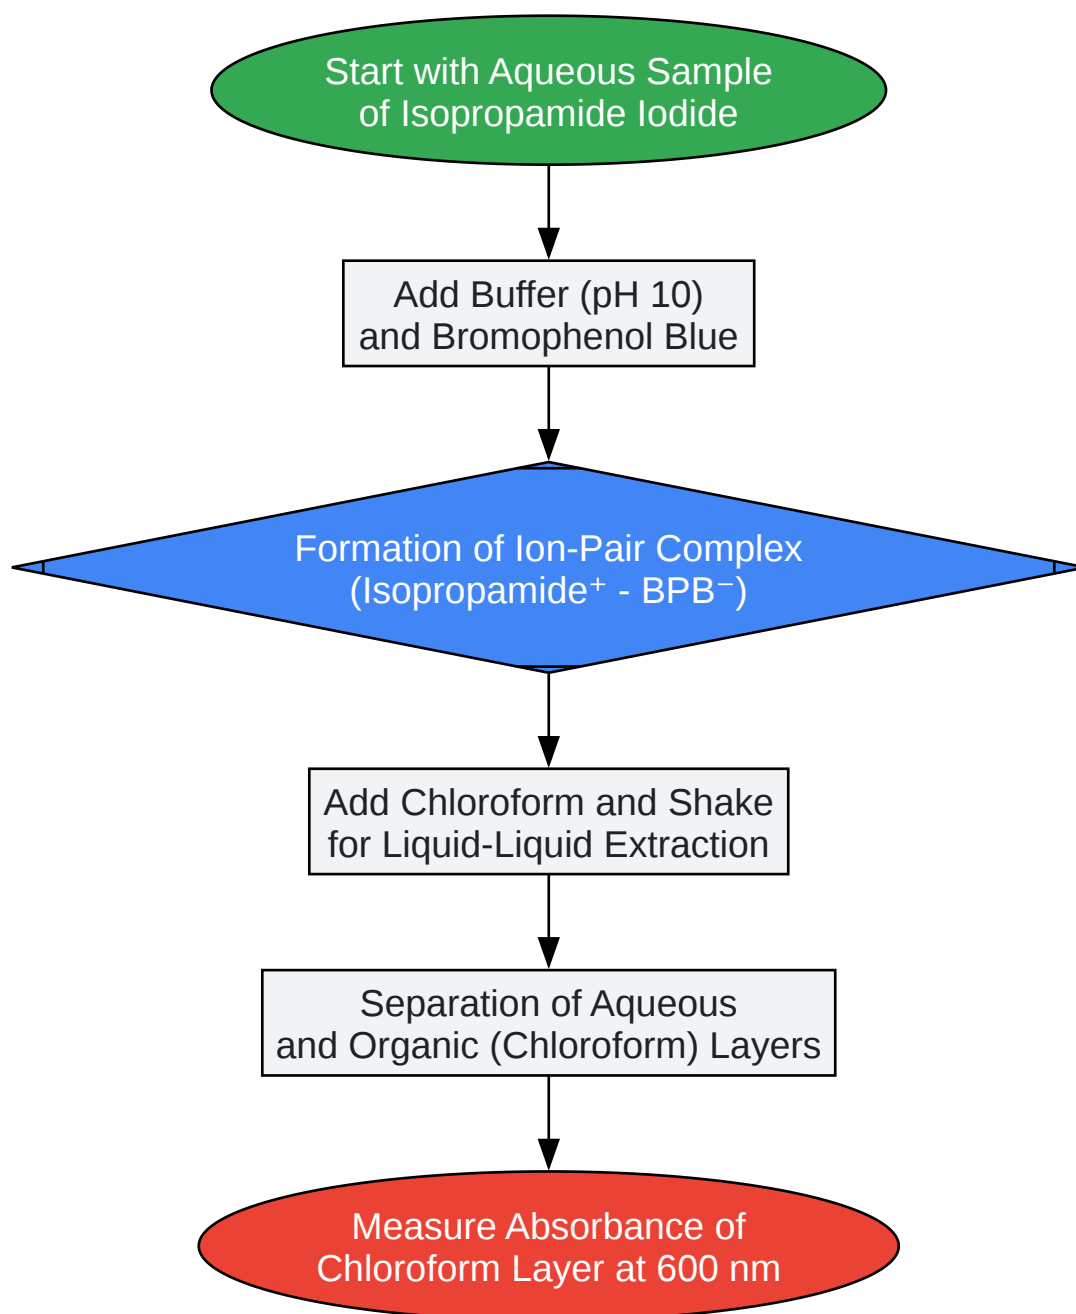 Start with Aqueous Sample
of Isopropamide Iodide
Add Buffer (pH 10)
and Bromophenol Blue
Formation of Ion-Pair Complex
(Isopropamide⁺ - BPB⁻)
Add Chloroform and Shake
for Liquid-Liquid Extraction
Separation of Aqueous
and Organic (Chloroform) Layers
Measure Absorbance of
Chloroform Layer at 600 nm